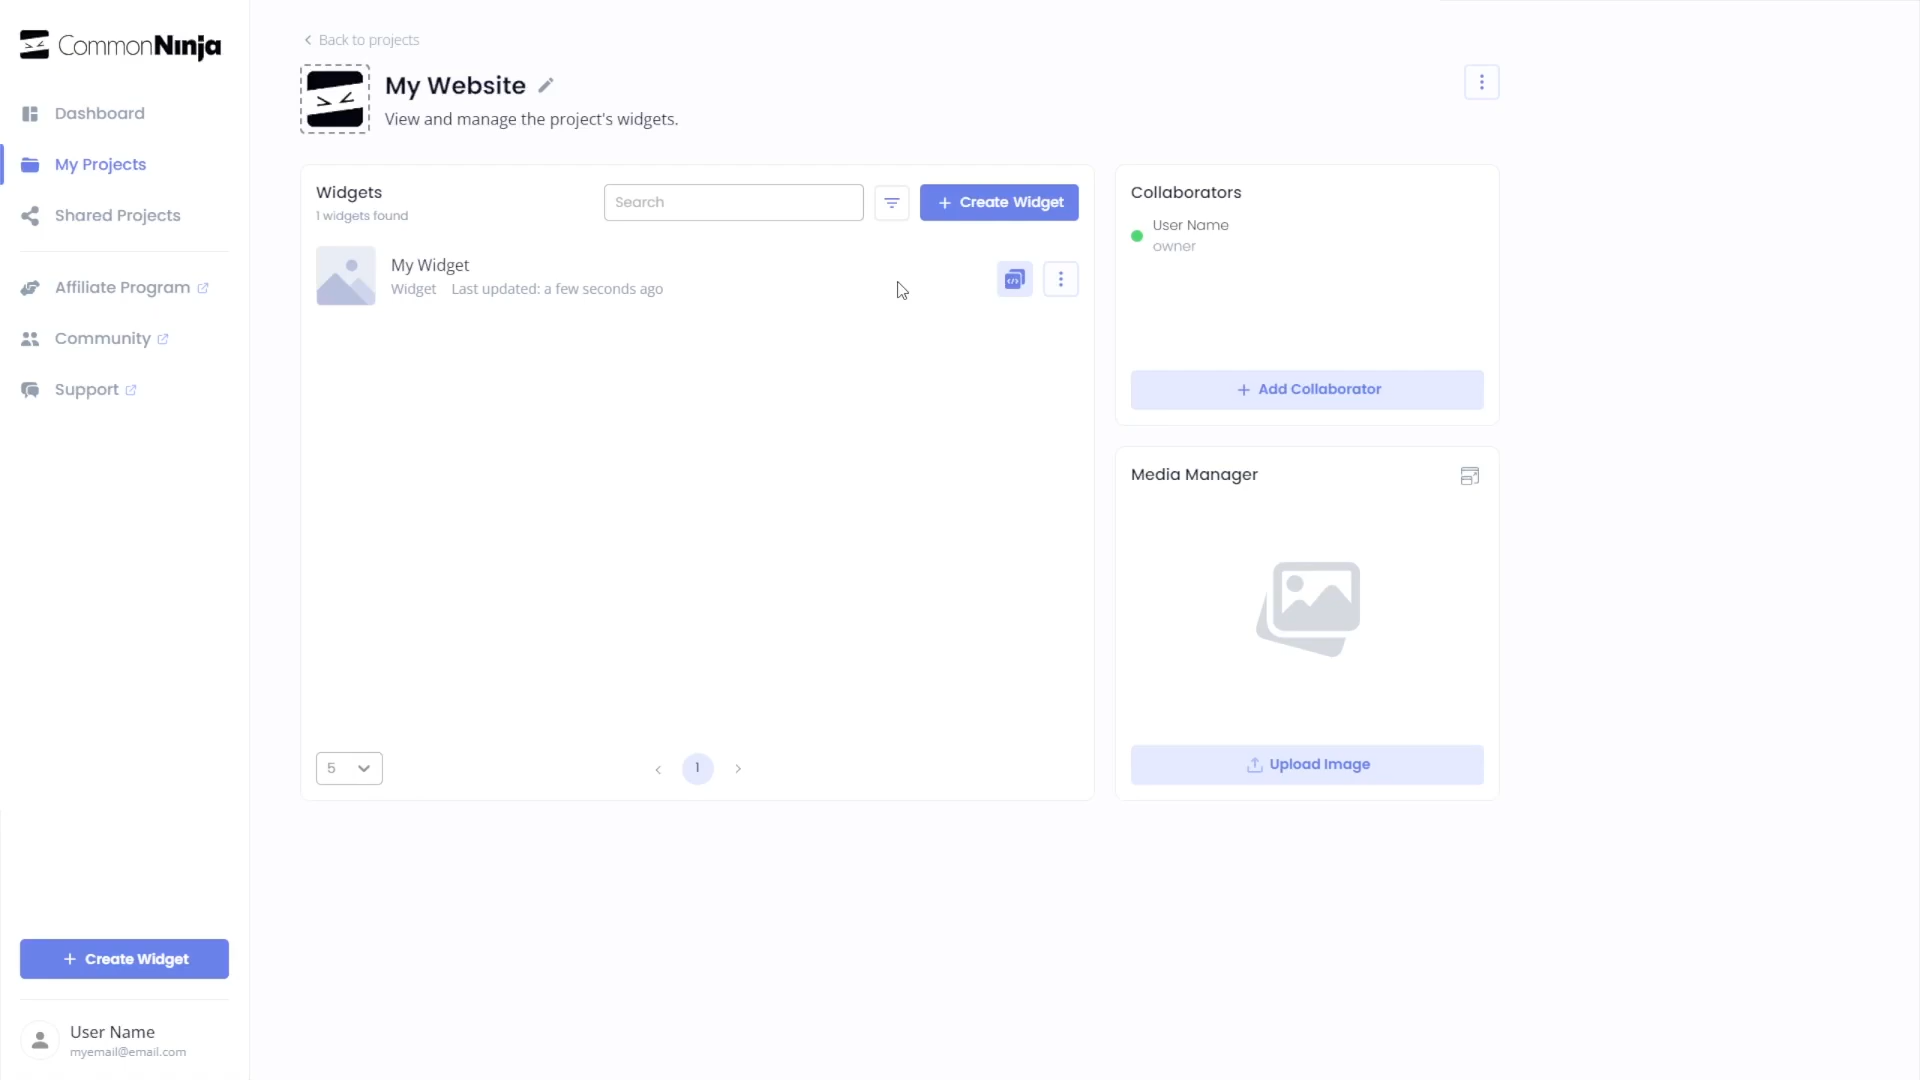 CommonNinja
Dashboard
My Projects
Shared Projects
Affiliate Program
Community
Support
Create Widget
User Name
myemail@email.com
Back to projects
My Website
View and manage the project's widgets.
Widgets
1 widgets found
Search
Create Widget
My Widget
Widget Last updated: a few seconds ago
5
1
Collaborators
User Name
owner
Add Collaborator
Media Manager
Upload Image